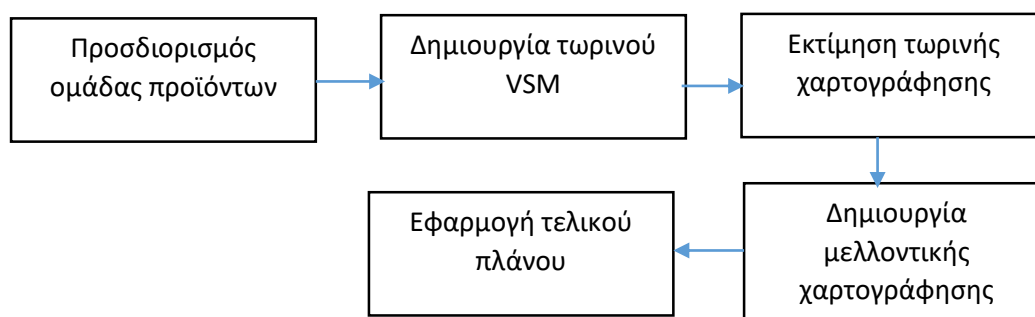 Προσδιορισμός
ομάδας προϊόντων
Δημιουργία τωρινού
VSM
Εκτίμηση τωρινής
χαρτογράφησης
Δημιουργία
μελλοντικής
χαρτογράφησης
Εφαρμογή τελικού
πλάνου